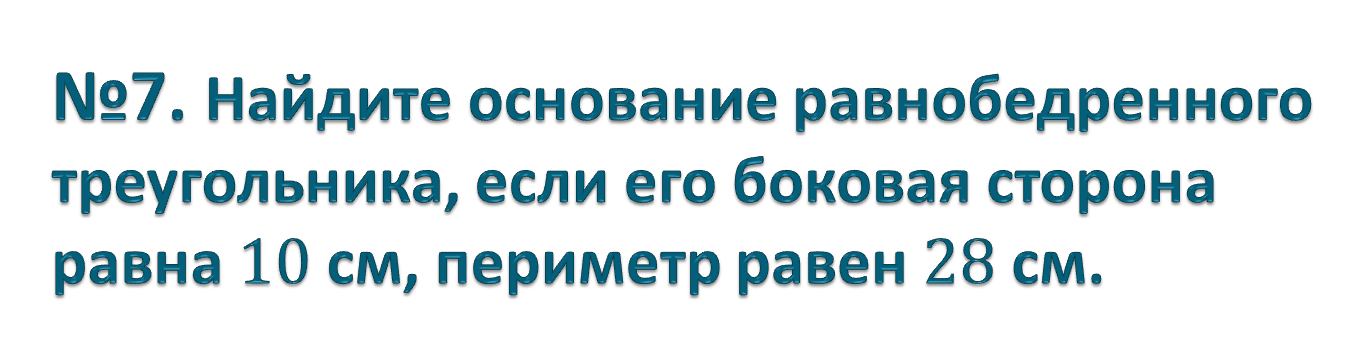 №7. Найдите основание равнобедренного
треугольника, если его боковая сторона
равна 10 см, периметр равен 28 см.